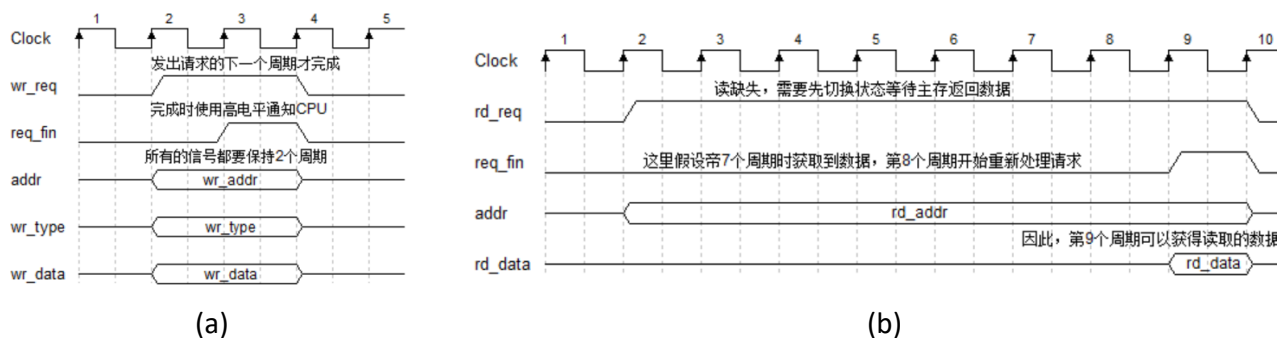 1 2 3 4 5
Clock
发出请求的下一个周期才完成
wr_req
完成时使用高电平通知CPU
req_fin
所有的信号都要保持2个周期
addr wr_addr
wr_type wr_type
wr_data wr_data
(a)
1 2 3 4 5 6 7 8 9 10
Clock
读缺失，需要先切换状态等待主存返回数据
rd_req
req_fin 这里假设帝7个周期时获取到数据，第8个周期开始重新处理请求
addr rd_addr
因此，第9个周期可以获得读取的数据
rd_data rd_data
(b)